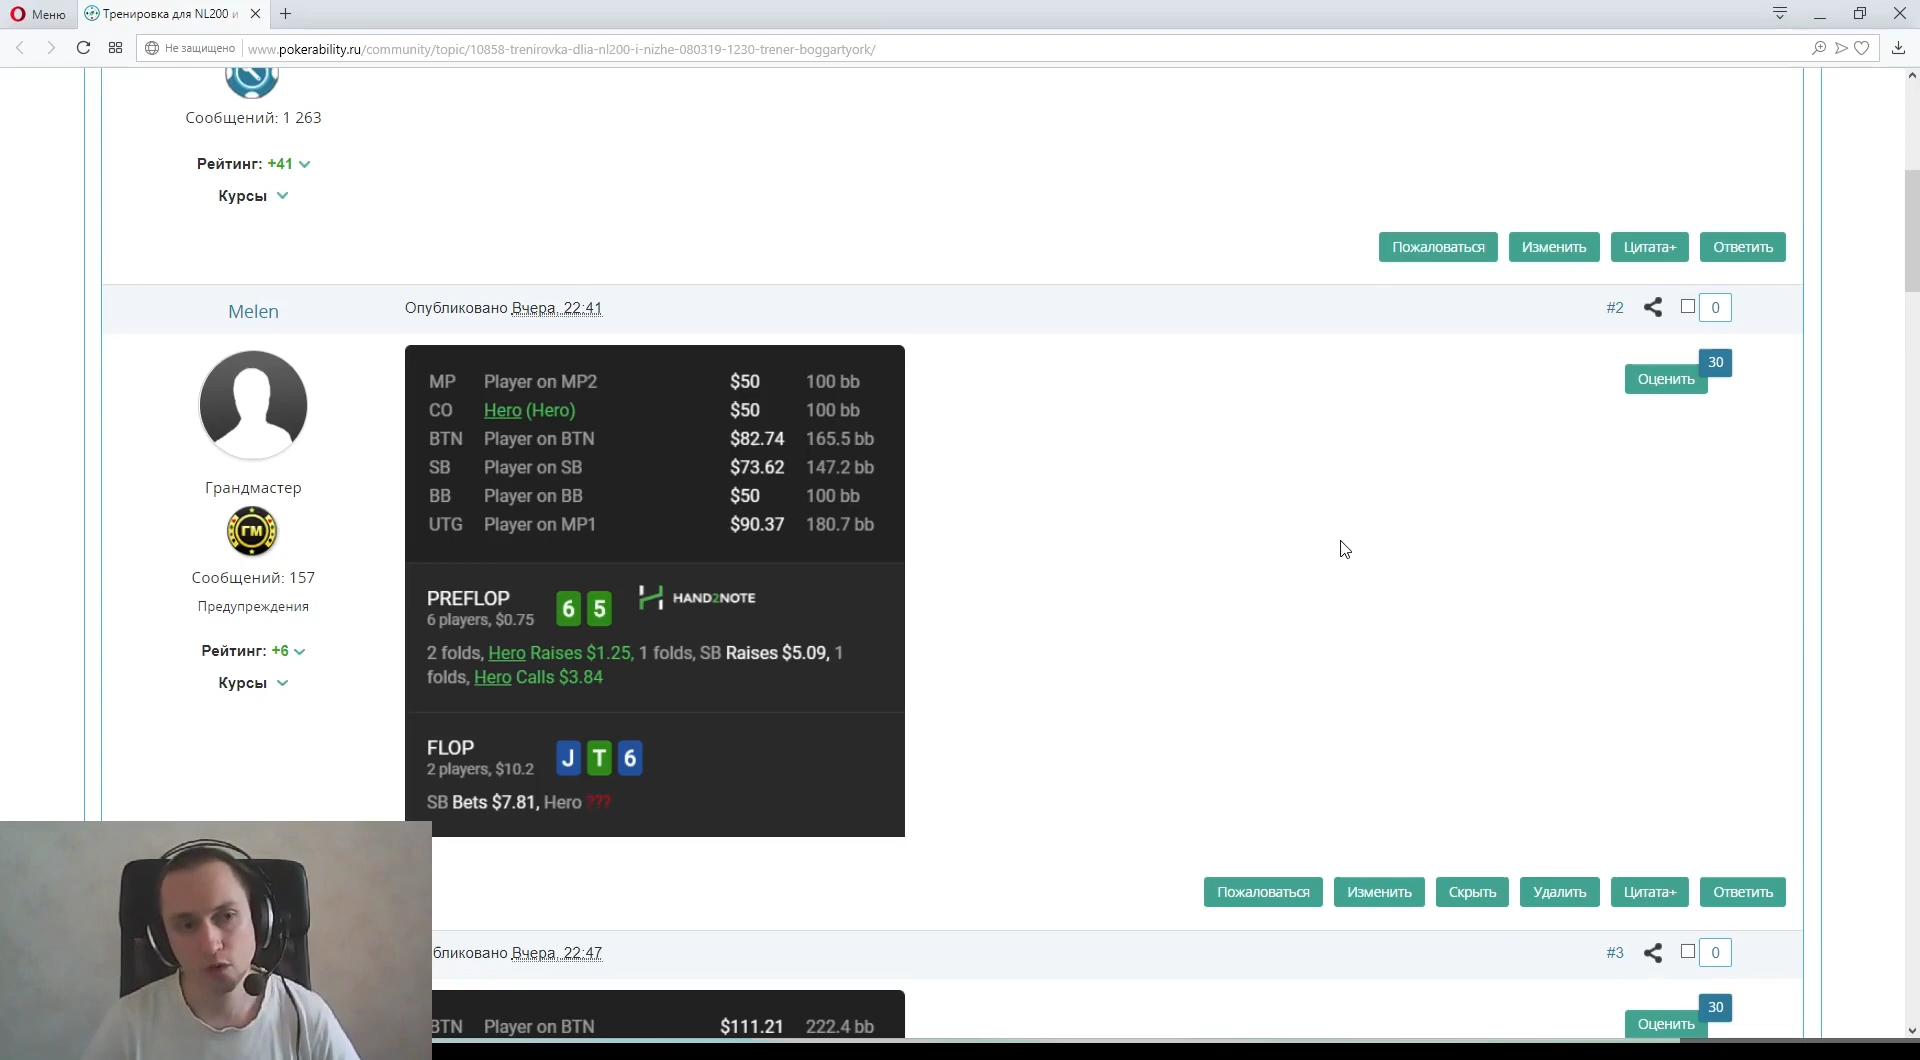 Меню
Тренировка для NL200 и
Не защищено
www.pokerability.ru/community/topic/10858-trenirovka-dlia-nl200-i-nizhe-080319-1230-trener-boggartyork/
Сообщений: 1 263
Рейтинг: +41
Курсы
Пожаловаться Изменить Цитата+ Ответить
Melen
Опубликовано Вчера, 22:41
#2 0
30
Оценить
Грандмастер
ГМ
Сообщений: 157
Предупреждения
Рейтинг: +6
Курсы
MP Player on MP2 $50 100 bb
CO Hero (Hero) $50 100 bb
BTN Player on BTN $82.74 165.5 bb
SB Player on SB $73.62 147.2 bb
BB Player on BB $50 100 bb
UTG Player on MP1 $90.37 180.7 bb
PREFLOP 6 5 HAND2NOTE
6 players, $0.75
2 folds, Hero Raises $1.25, 1 folds, SB Raises $5.09, 1
folds, Hero Calls $3.84
FLOP J T 6
2 players, $10.2
SB Bets $7.81, Hero ???
Пожаловаться Изменить Скрыть Удалить Цитата+ Ответить
бликовано Вчера, 22:47
#3 0
30
Оценить
BTN Player on BTN $111.21 222.4 bb